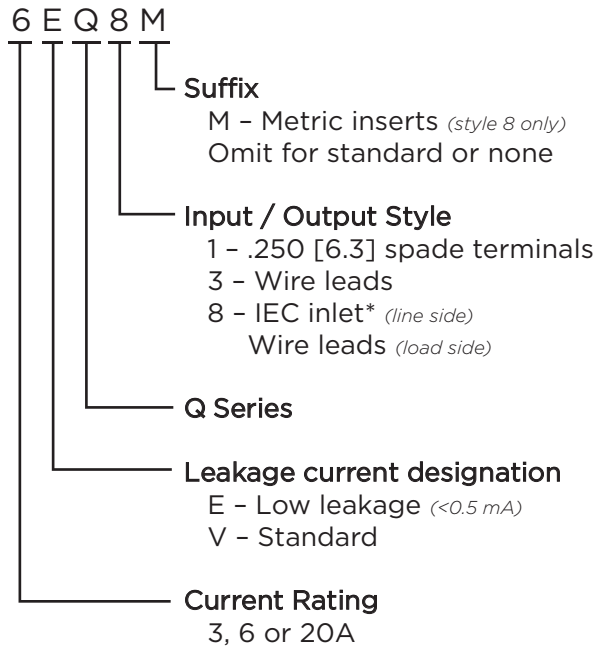 6 E Q 8 M
Suffix
M – Metric inserts (style 8 only)
Omit for standard or none
Input / Output Style
1 – .250 [6.3] spade terminals
3 – Wire leads
8 – IEC inlet* (line side)
Wire leads (load side)
Q Series
Leakage current designation
E – Low leakage (<0.5 mA)
V – Standard
Current Rating
3, 6 or 20A